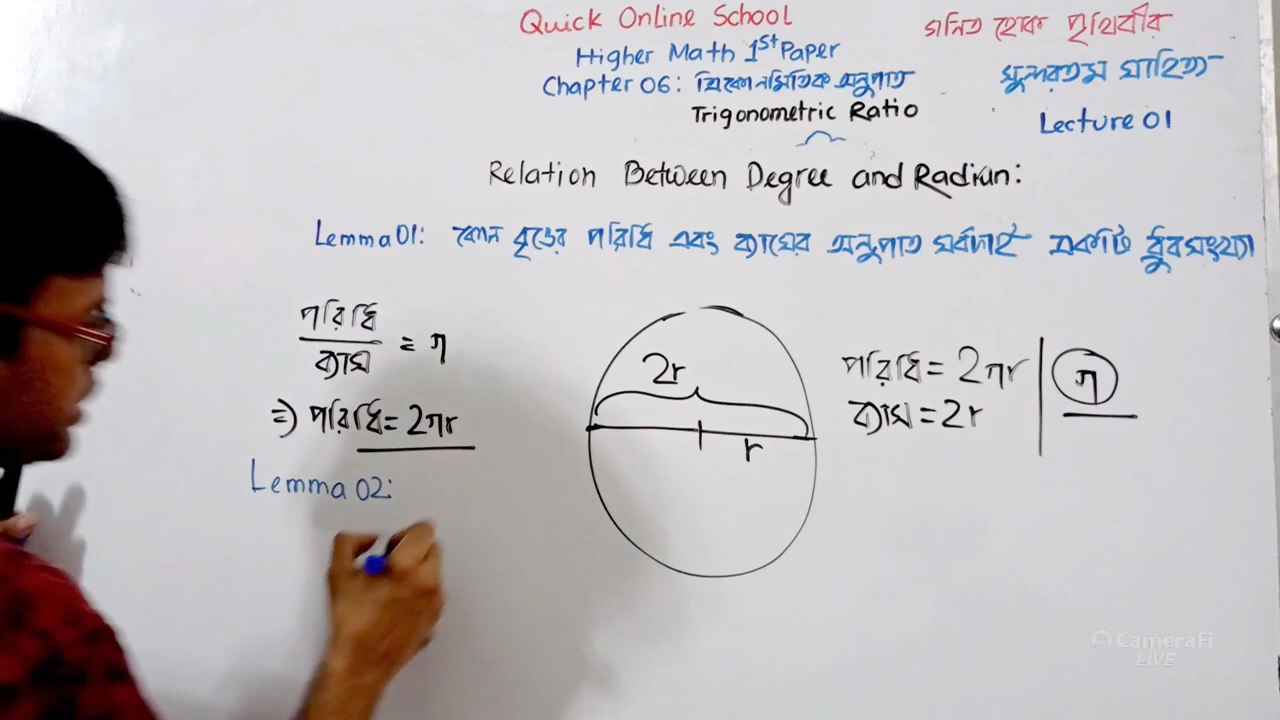 Quick Online School
গনিত হোক পৃথিবীর
Higher Math 1st Paper
সুন্দরতম সাহিত্য
Chapter 06: ত্রিকোনমিতিক অনুপাত
Trigonometric Ratio
Lecture 01
Relation Between Degree and Radian:
Lemma 01: কোন বৃত্তের পরিধি এবং ব্যাসের অনুপাত সর্বদাই একটি ধ্রুবসংখ্যা
পরিধি
ব্যাস
= π
⇒ পরিধি = 2πr
2r
r
পরিধি = 2πr
ব্যাস = 2r
π
Lemma 02:
CameraFi
LIVE